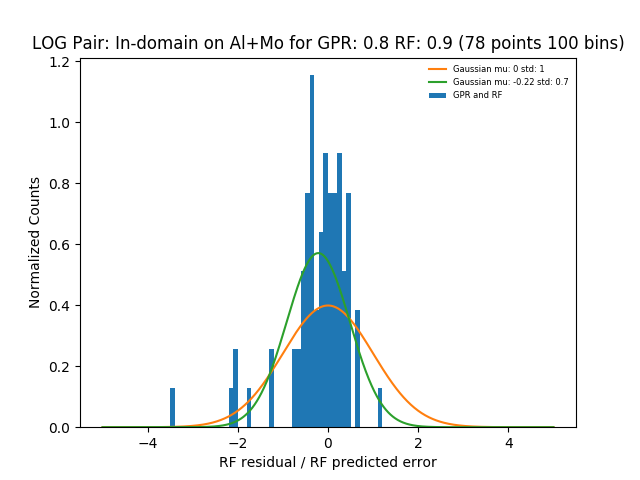 LOG Pair: In-domain on Al+Mo for GPR: 0.8 RF: 0.9 (78 points 100 bins)
Gaussian mu: 0 std: 1
Gaussian mu: -0.22 std: 0.7
GPR and RF
Normalized Counts
1.2
1.0
0.8
0.6
0.4
0.2
0.0
−4 −2 0 2 4
RF residual / RF predicted error